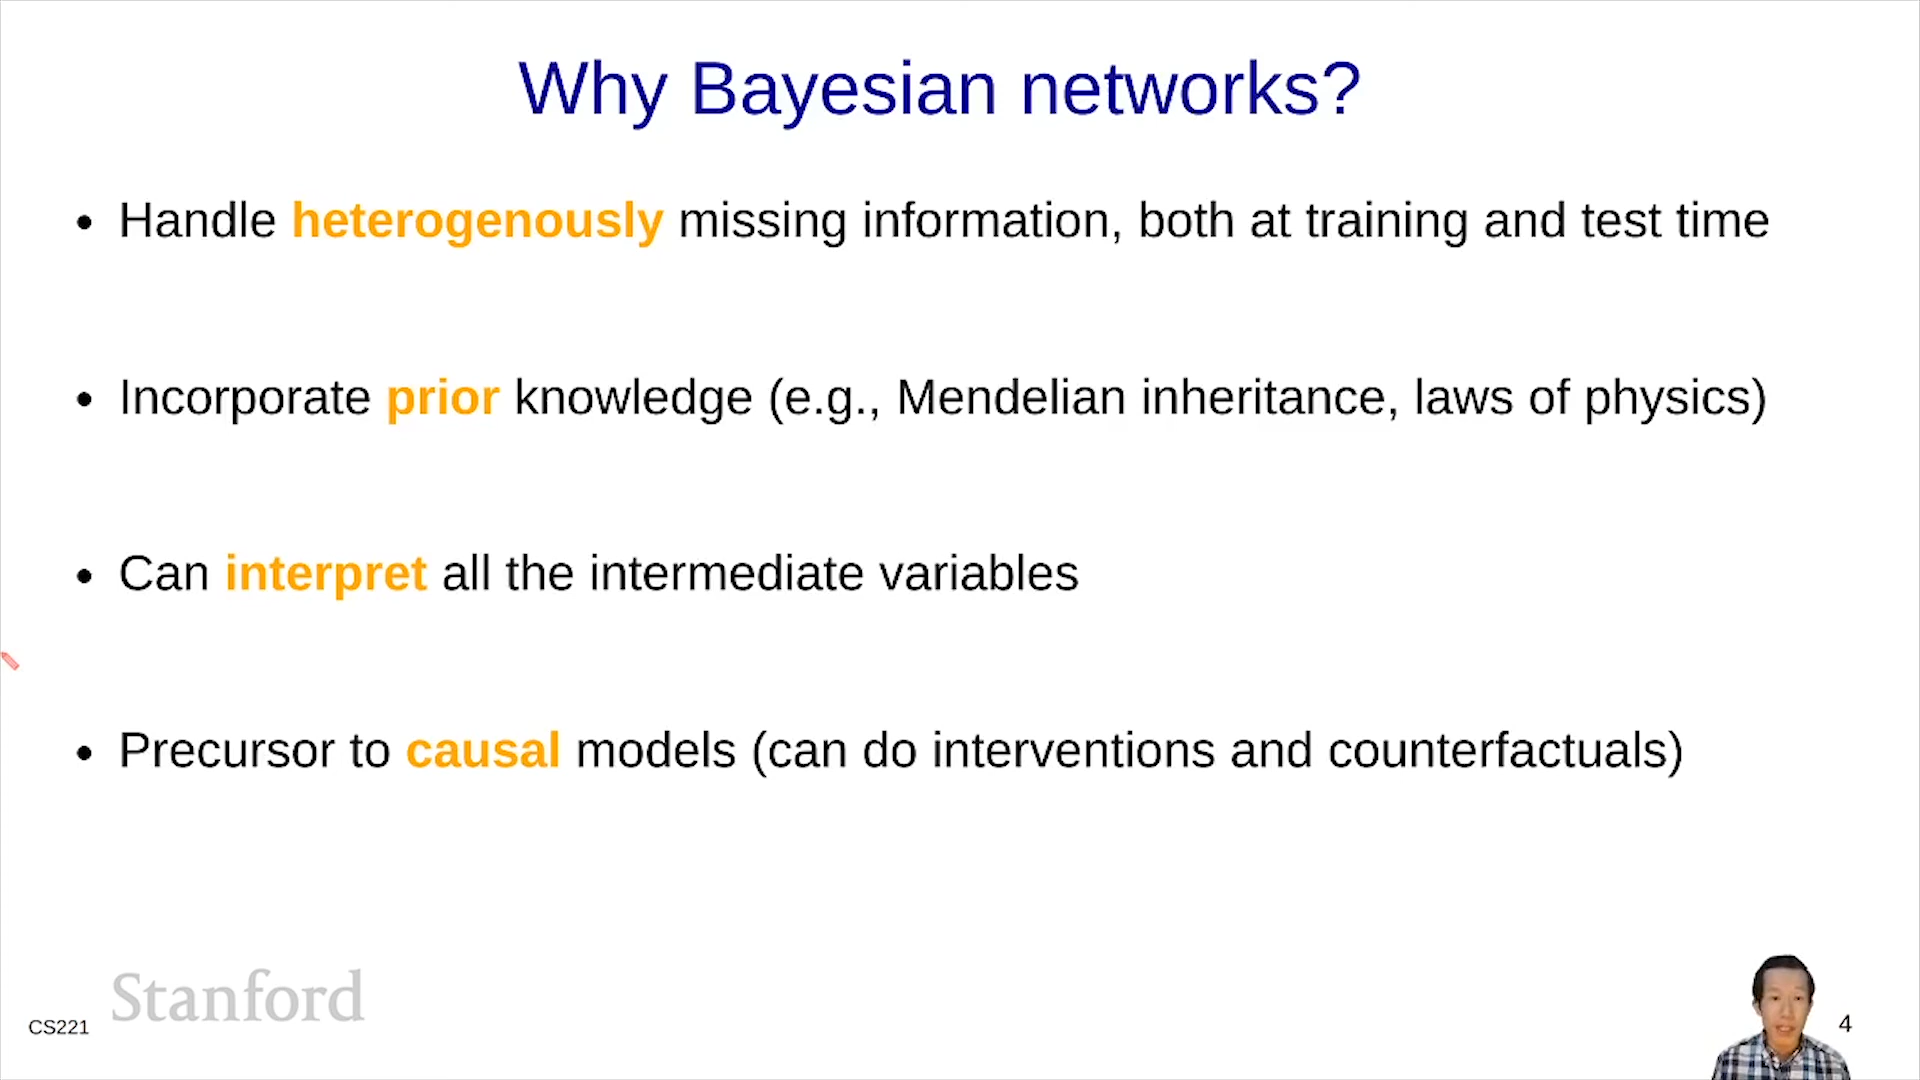 Why Bayesian networks?
• Handle heterogenously missing information, both at training and test time
• Incorporate prior knowledge (e.g., Mendelian inheritance, laws of physics)
• Can interpret all the intermediate variables
• Precursor to causal models (can do interventions and counterfactuals)
Stanford
CS221
4